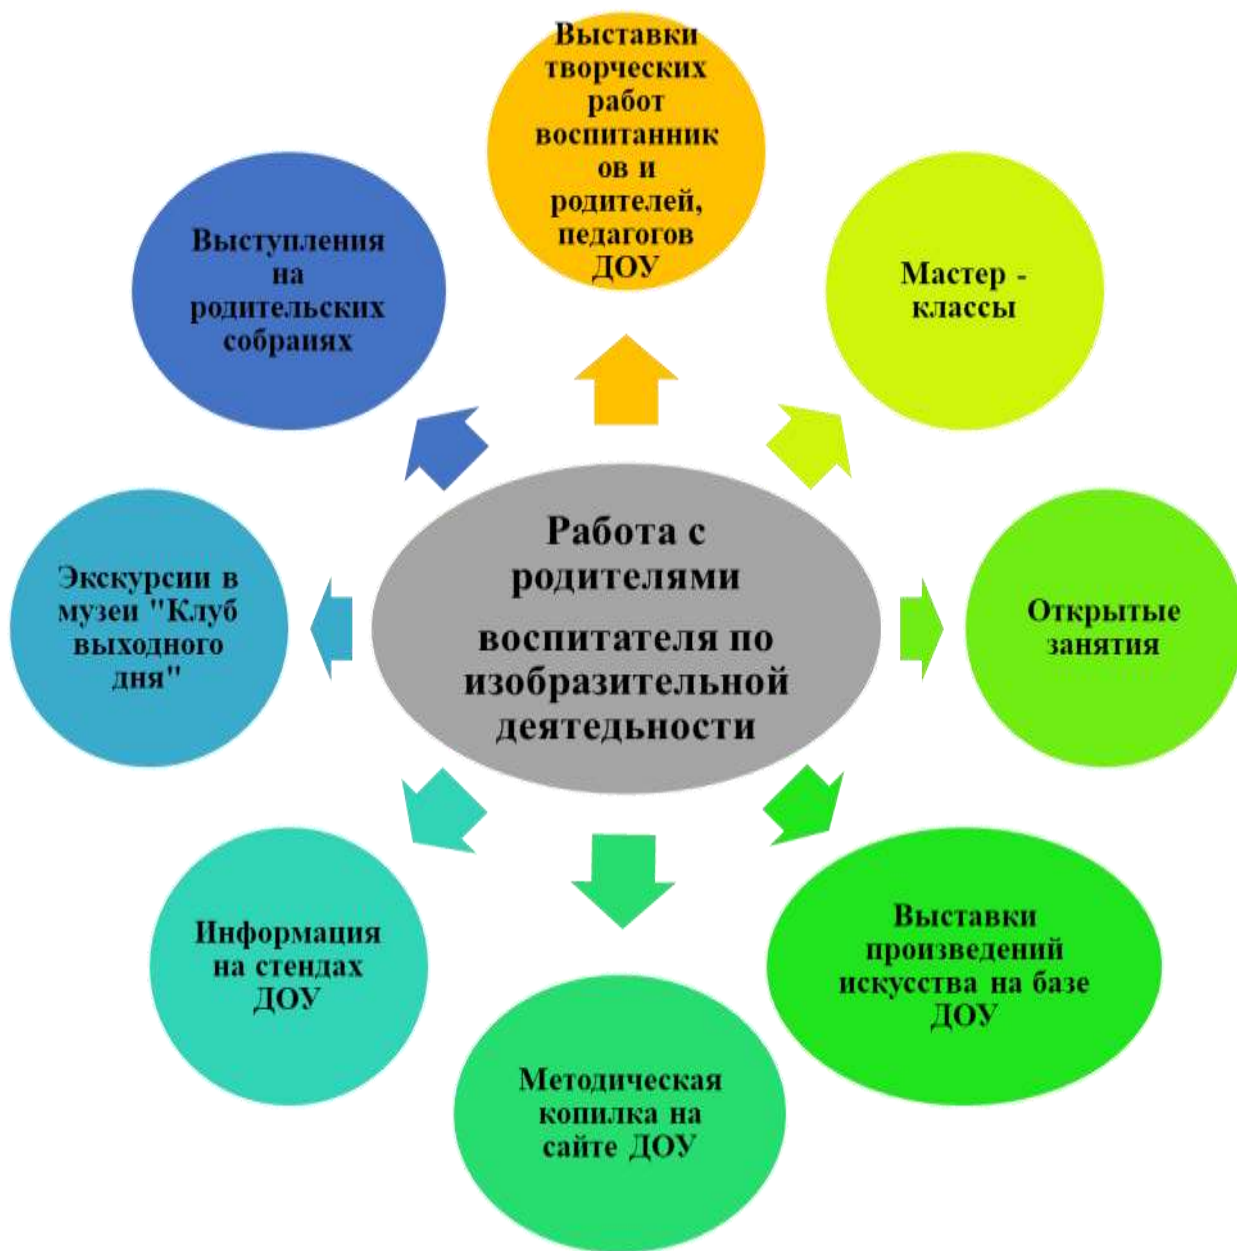 Выставки
творческих
работ
воспитанник
ов и
родителей,
педагогов
ДОУ
Мастер -
классы
Открытые
занятия
Выставки
произведений
искусства на базе
ДОУ
Методическая
копилка на
сайте ДОУ
Информация
на стендах
ДОУ
Экскурсии в
музеи "Клуб
выходного
дня"
Выступления
на
родительских
собраиях
Работа с
родителями
воспитателя по
изобразительной
деятедьности